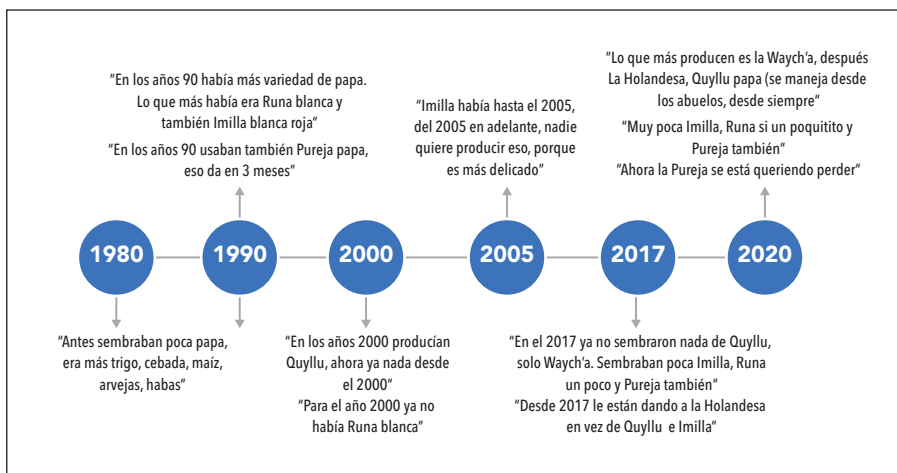 “En los años 90 había más variedad de papa.
Lo que más había era Runa blanca y
también Imilla blanca roja”
“En los años 90 usaban también Pureja papa,
eso da en 3 meses”
“Imilla había hasta el 2005,
del 2005 en adelante, nadie
quiere producir eso, porque
es más delicado”
“Lo que más producen es la Waych’a, después
La Holandesa, Quyllu papa (se maneja desde
los abuelos, desde siempre”
“Muy poca Imilla, Runa si un poquitito y
Pureja también”
“Ahora la Pureja se está queriendo perder”
1980
1990
2000
2005
2017
2020
“Antes sembraban poca papa,
era más trigo, cebada, maíz,
arvejas, habas”
“En los años 2000 producían
Quyllu, ahora ya nada desde
el 2000”
“Para el año 2000 ya no
había Runa blanca”
“En el 2017 ya no sembraron nada de Quyllu,
solo Waych’a. Sembraban poca Imilla, Runa
un poco y Pureja también”
“Desde 2017 le están dando a la Holandesa
en vez de Quyllu e Imilla”